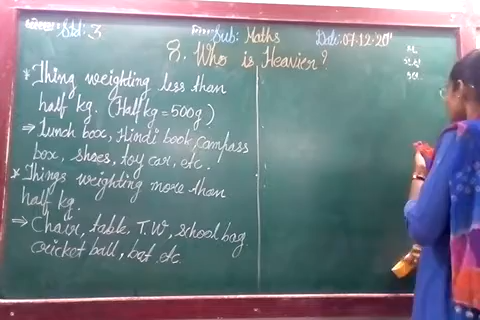 Std: 3
Sub: Maths
Date: 07-12-20
8. Who is Heavier?
* Thing weighting less than
half kg. (Half kg = 500g)
⇒ Lunch box, Hindi book, Compass
box, shoes, toy car, etc.
* Things weighting more than
half kg.
⇒ Chair, table, T.W, school bag
cricket ball, bat, etc.